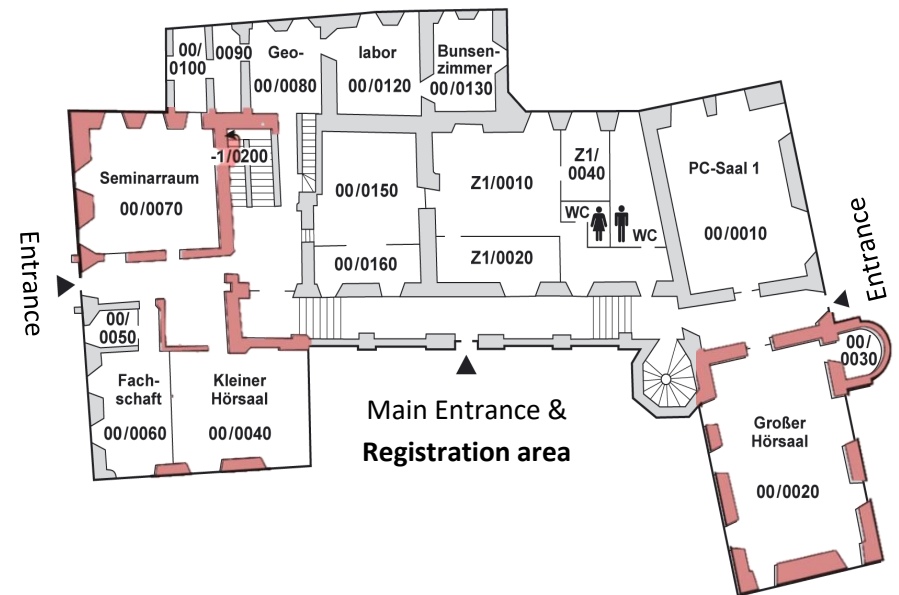 00/
0100
0090
Geo-
00/0080
labor
00/0120
Bunsen-
zimmer
00/0130
-1/0200
Seminarraum
00/0070
00/0150
00/0160
Z1/0010
Z1/0020
Z1/
0040
WC
WC
PC-Saal 1
00/0010
Entrance
Entrance
00/
0050
Fach-
schaft
00/0060
Kleiner
Hörsaal
00/0040
Main Entrance &
Registration area
00/
0030
Großer
Hörsaal
00/0020